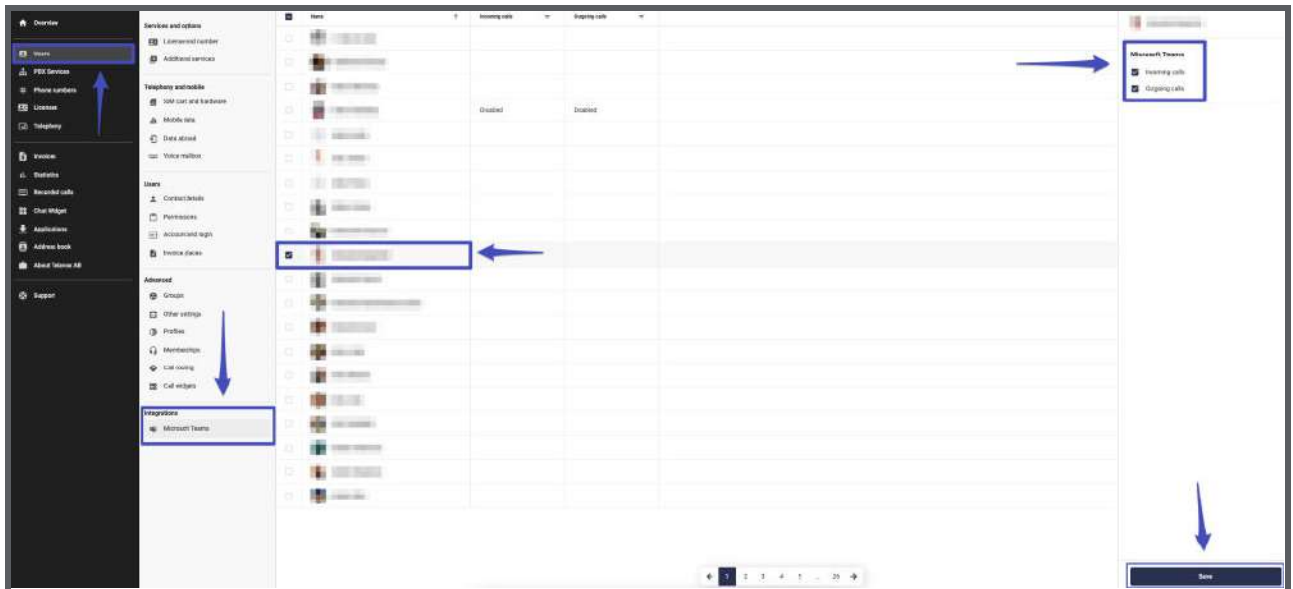 Overview
Users
PBX Services
Phone numbers
Licenses
Telephony
Invoices
Statistics
Recorded calls
Chat Widget
Applications
Address book
About Telense AB
Support
Services and options
License and number
Additional services
Telephony and mobile
SIM card and hardware
Mobile data
Data abroad
Voice mailbox
Users
Contact details
Permissions
Account and login
Invoice places
Advanced
Groups
Other settings
Profiles
Memberships
Call routing
Call widgets
Integrations
Microsoft Teams
Name
Incoming calls
Outgoing calls
Disabled Disabled
1 2 3 4 5 ... 26
Microsoft Teams
Incoming calls
Outgoing calls
Save